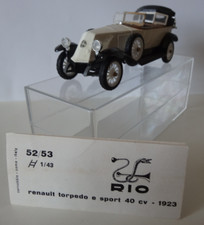 52/53
1/43
RIO
renault torpedo e sport 40 cv - 1923